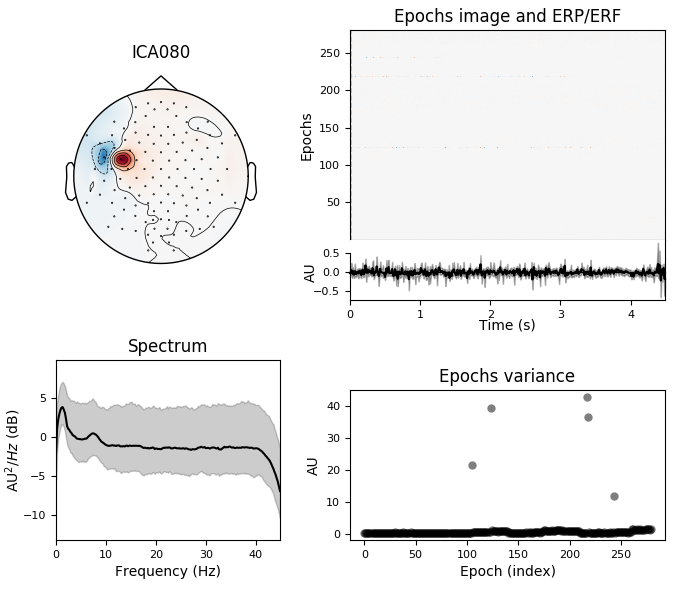 ICA080
Epochs image and ERP/ERF
Epochs
250
200
150
100
50
AU
0.5
0.0
−0.5
0 1 2 3 4
Time (s)
Spectrum
AU²/Hz (dB)
5
0
−5
−10
0 10 20 30 40
Frequency (Hz)
Epochs variance
AU
40
30
20
10
0
0 50 100 150 200 250
Epoch (index)